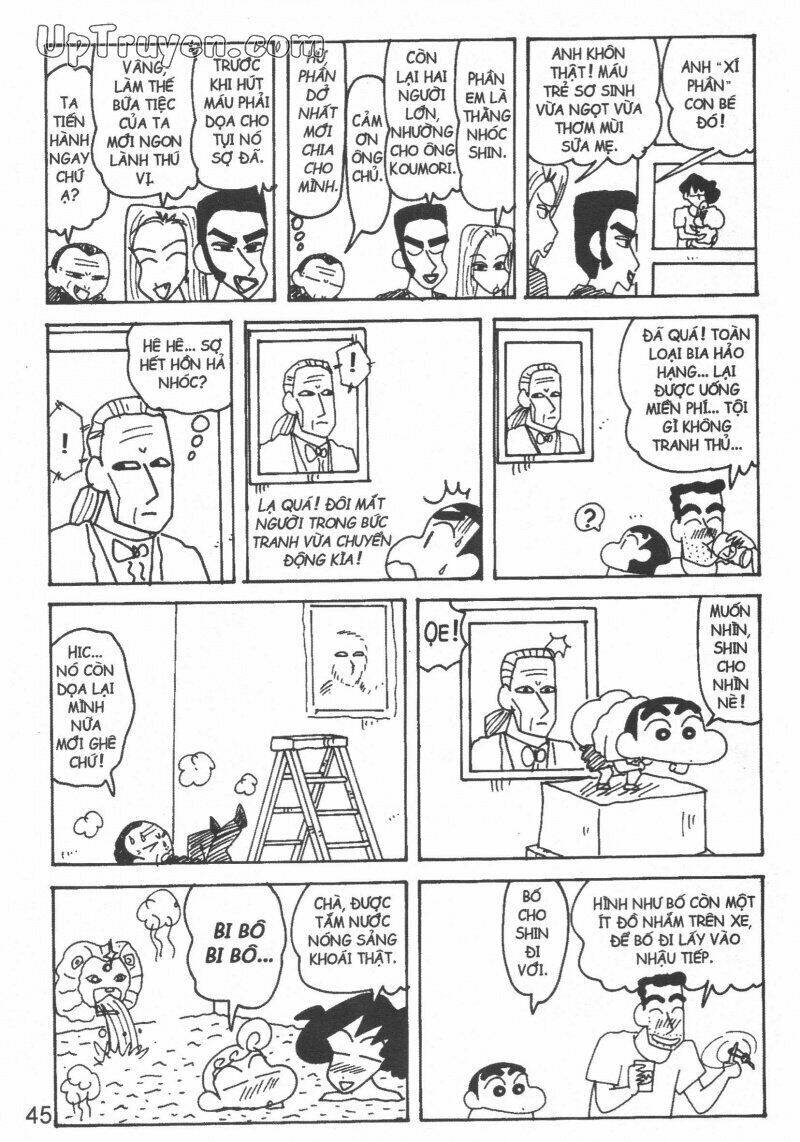 UpTruyen.com
ANH "XÍ
PHẦN"
CON BÉ
ĐÓ!
ANH KHÔN
THẬT! MÁU
TRẺ SƠ SINH
VỪA NGỌT VỪA
THƠM MÙI
SỮA MẸ.
PHẦN
EM LÀ
THẰNG
NHÓC
SHIN.
CÒN
LẠI HAI
NGƯỜI
LỚN,
NHƯỜNG
CHO ÔNG
KOUMORI.
CẢM
ƠN
ÔNG
CHỦ.
PHẦN
DỞ
NHẤT
MỚI
CHIA
CHO
MÌNH.
TRƯỚC
KHI HÚT
MÁU PHẢI
DỌA CHO
TỤI NÓ
SỢ ĐÃ.
VÂNG,
LÀM THẾ
BỮA TIỆC
CỦA TA
MỚI NGON
LÀNH THÚ
VỊ.
TA
TIẾN
HÀNH
NGAY
CHỨ
Ạ?
ĐÃ QUÁ! TOÀN
LOẠI BIA HẢO
HẠNG... LẠI
ĐƯỢC UỐNG
MIỄN PHÍ... TỘI
GÌ KHÔNG
TRANH THỦ...
?
!
LẠ QUÁ! ĐÔI MẮT
NGƯỜI TRONG BỨC
TRANH VỪA CHUYỂN
ĐỘNG KÌA!
HÊ HÊ... SỢ
HẾT HỒN HẢ
NHÓC?
!
MUỐN
NHÌN,
SHIN
CHO
NHÌN
NÈ!
ỌE!
HIC...
NÓ CÒN
DỌA LẠI
MÌNH
NỮA
MỚI GHÊ
CHỨ!
HÌNH NHƯ BỐ CÒN MỘT
ÍT ĐỒ NHẮM TRÊN XE,
ĐỂ BỐ ĐI LẤY VÀO
NHẬU TIẾP.
BỐ
CHO
SHIN
ĐI
VỚI.
CHÀ, ĐƯỢC
TẮM NƯỚC
NÓNG SẢNG
KHOÁI THẬT.
BI BÔ
BI BÔ...
45